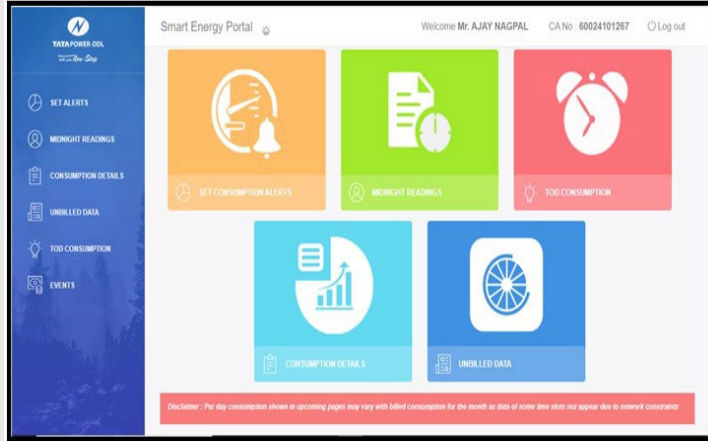 TATA POWER-DDL
Smart Energy Portal
Welcome Mr. AJAY NAGPAL
CA No : 60024101267
Log out
SET ALERTS
MIDNIGHT READINGS
CONSUMPTION DETAILS
UNBILLED DATA
TOD CONSUMPTION
EVENTS
SET CONSUMPTION ALERTS
MIDNIGHT READINGS
TOD CONSUMPTION
CONSUMPTION DETAILS
UNBILLED DATA
Disclaimer : Per day consumption shown in upcoming pages may vary with billed consumption for the month as data of some time slots not appear due to network constraints